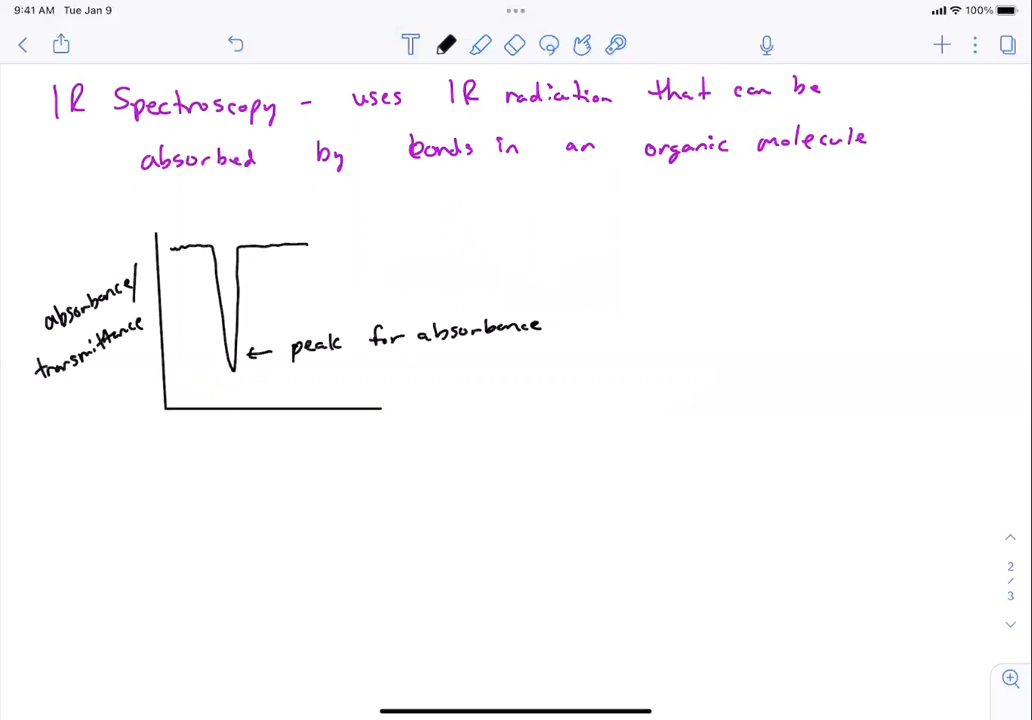 9:41 AM Tue Jan 9
100%
IR Spectroscopy - uses IR radiation that can be
absorbed by bonds in an organic molecule
absorbance/
transmittance
← peak for absorbance
2
/
3